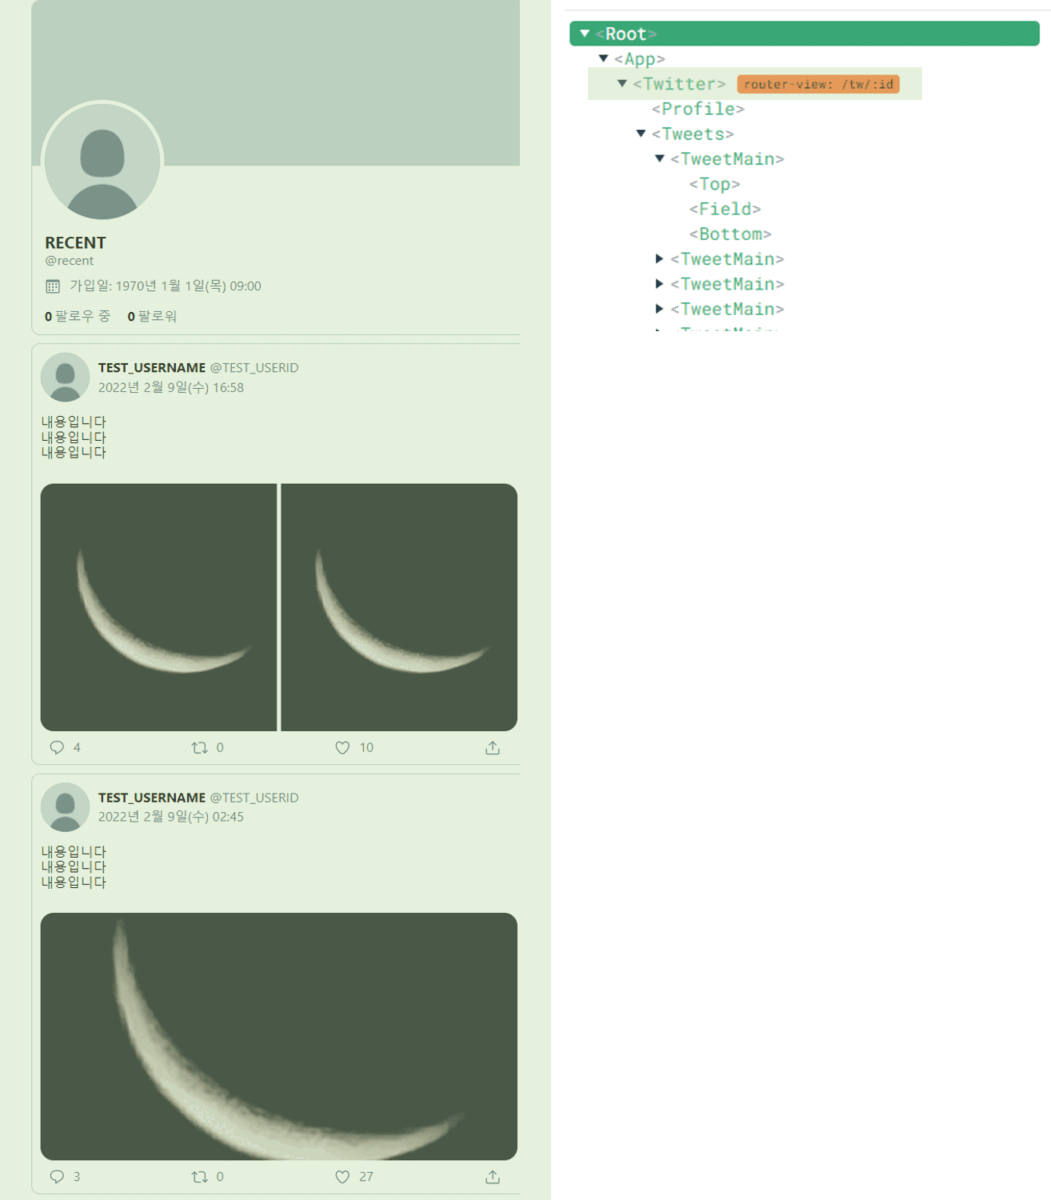 RECENT
@recent
가입일: 1970년 1월 1일(목) 09:00
0 팔로우 중 0 팔로워
TEST_USERNAME @TEST_USERID
2022년 2월 9일(수) 16:58
내용입니다
내용입니다
내용입니다
4 0 10
TEST_USERNAME @TEST_USERID
2022년 2월 9일(수) 02:45
내용입니다
내용입니다
내용입니다
3 0 27
<Root>
<App>
<Twitter> router-view: /tw/:id
<Profile>
<Tweets>
<TweetMain>
<Top>
<Field>
<Bottom>
<TweetMain>
<TweetMain>
<TweetMain>